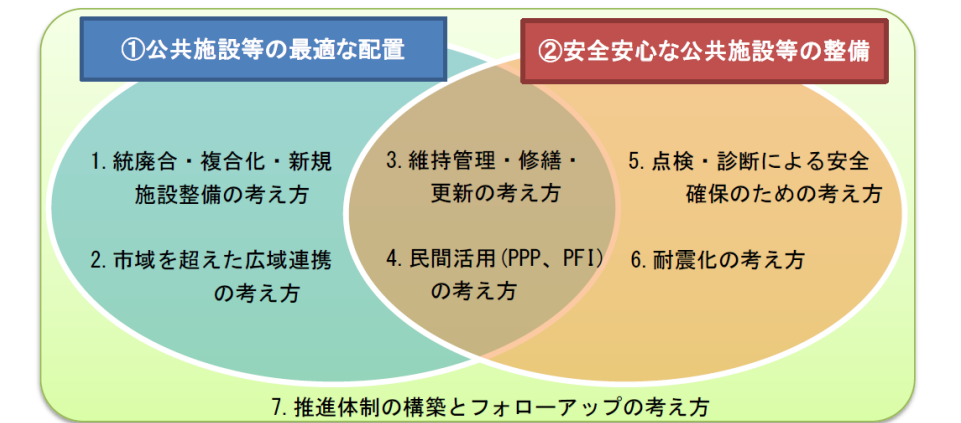 ①公共施設等の最適な配置
②安全安心な公共施設等の整備
1. 統廃合・複合化・新規
施設整備の考え方
2. 市域を超えた広域連携
の考え方
3. 維持管理・修繕・
更新の考え方
4. 民間活用(PPP、PFI)
の考え方
5. 点検・診断による安全
確保のための考え方
6. 耐震化の考え方
7. 推進体制の構築とフォローアップの考え方